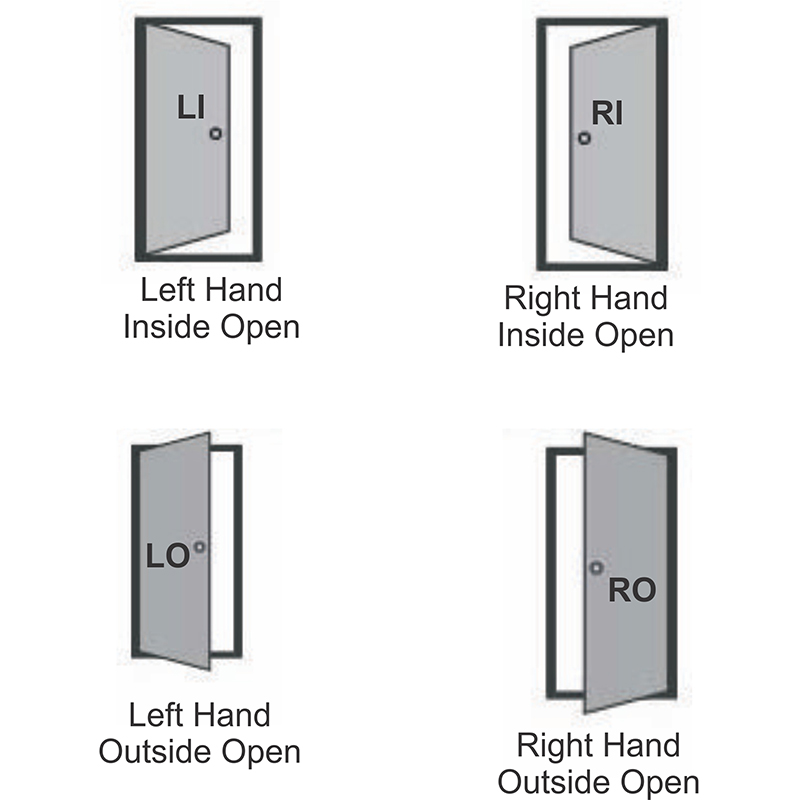 LI
RI
Left Hand
Inside Open
Right Hand
Inside Open
LO
RO
Left Hand
Outside Open
Right Hand
Outside Open